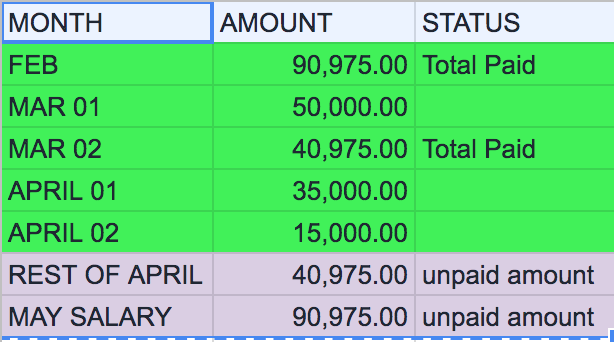 MONTH AMOUNT STATUS
FEB 90,975.00 Total Paid
MAR 01 50,000.00
MAR 02 40,975.00 Total Paid
APRIL 01 35,000.00
APRIL 02 15,000.00
REST OF APRIL 40,975.00 unpaid amount
MAY SALARY 90,975.00 unpaid amount